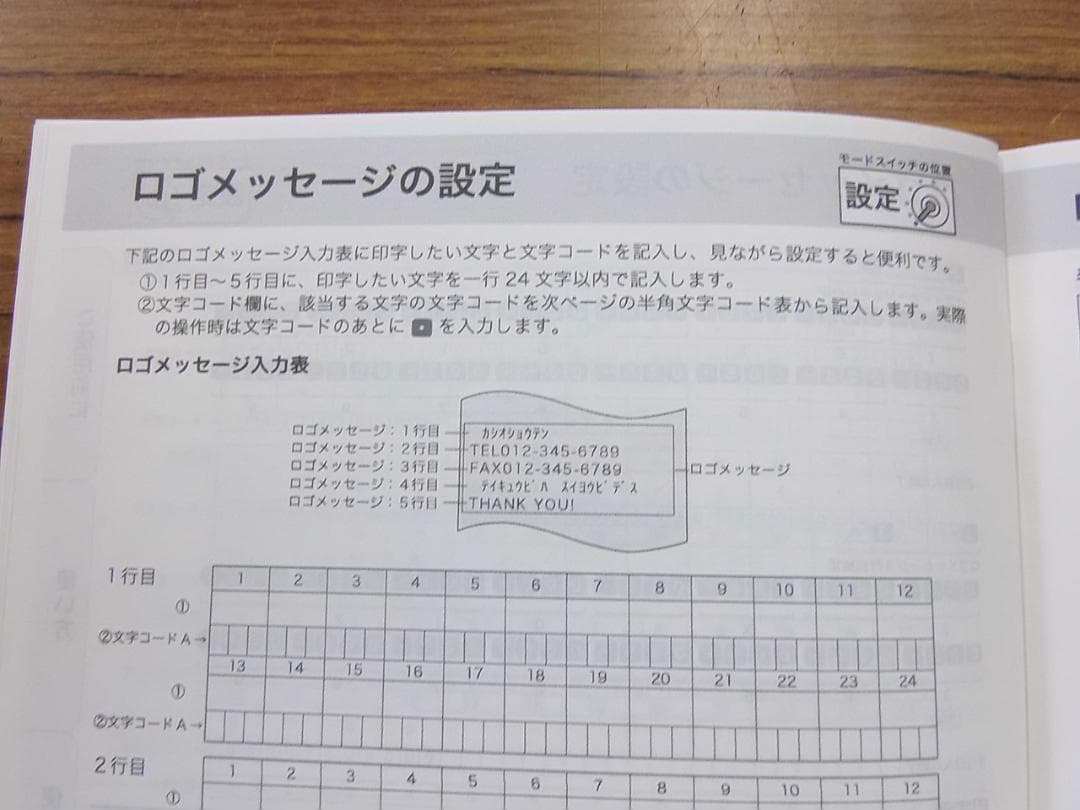 ロゴメッセージの設定
モードスイッチの位置
設定
下記のロゴメッセージ入力表に印字したい文字と文字コードを記入し、見ながら設定すると便利です。
①1行目～5行目に、印字したい文字を一行 24 文字以内で記入します。
②文字コード欄に、該当する文字の文字コードを次ページの半角文字コード表から記入します。実際
の操作時は文字コードのあとに ・ を入力します。
ロゴメッセージ入力表
ロゴメッセージ：1行目
ロゴメッセージ：2行目
ロゴメッセージ：3行目
ロゴメッセージ：4行目
ロゴメッセージ：5行目
ｶｼｵｼｮｳﾃﾝ
TEL012-345-6789
FAX012-345-6789
ﾃｲｷｭｳﾋﾞﾊ ｽｲﾖｳﾋﾞﾃﾞｽ
THANK YOU!
ロゴメッセージ
1行目
1 2 3 4 5 6 7 8 9 10 11 12
①
②文字コードA→
13 14 15 16 17 18 19 20 21 22 23 24
①
②文字コードA→
2行目
1 2 3 4 5 6 7 8 9 10 11 12
①